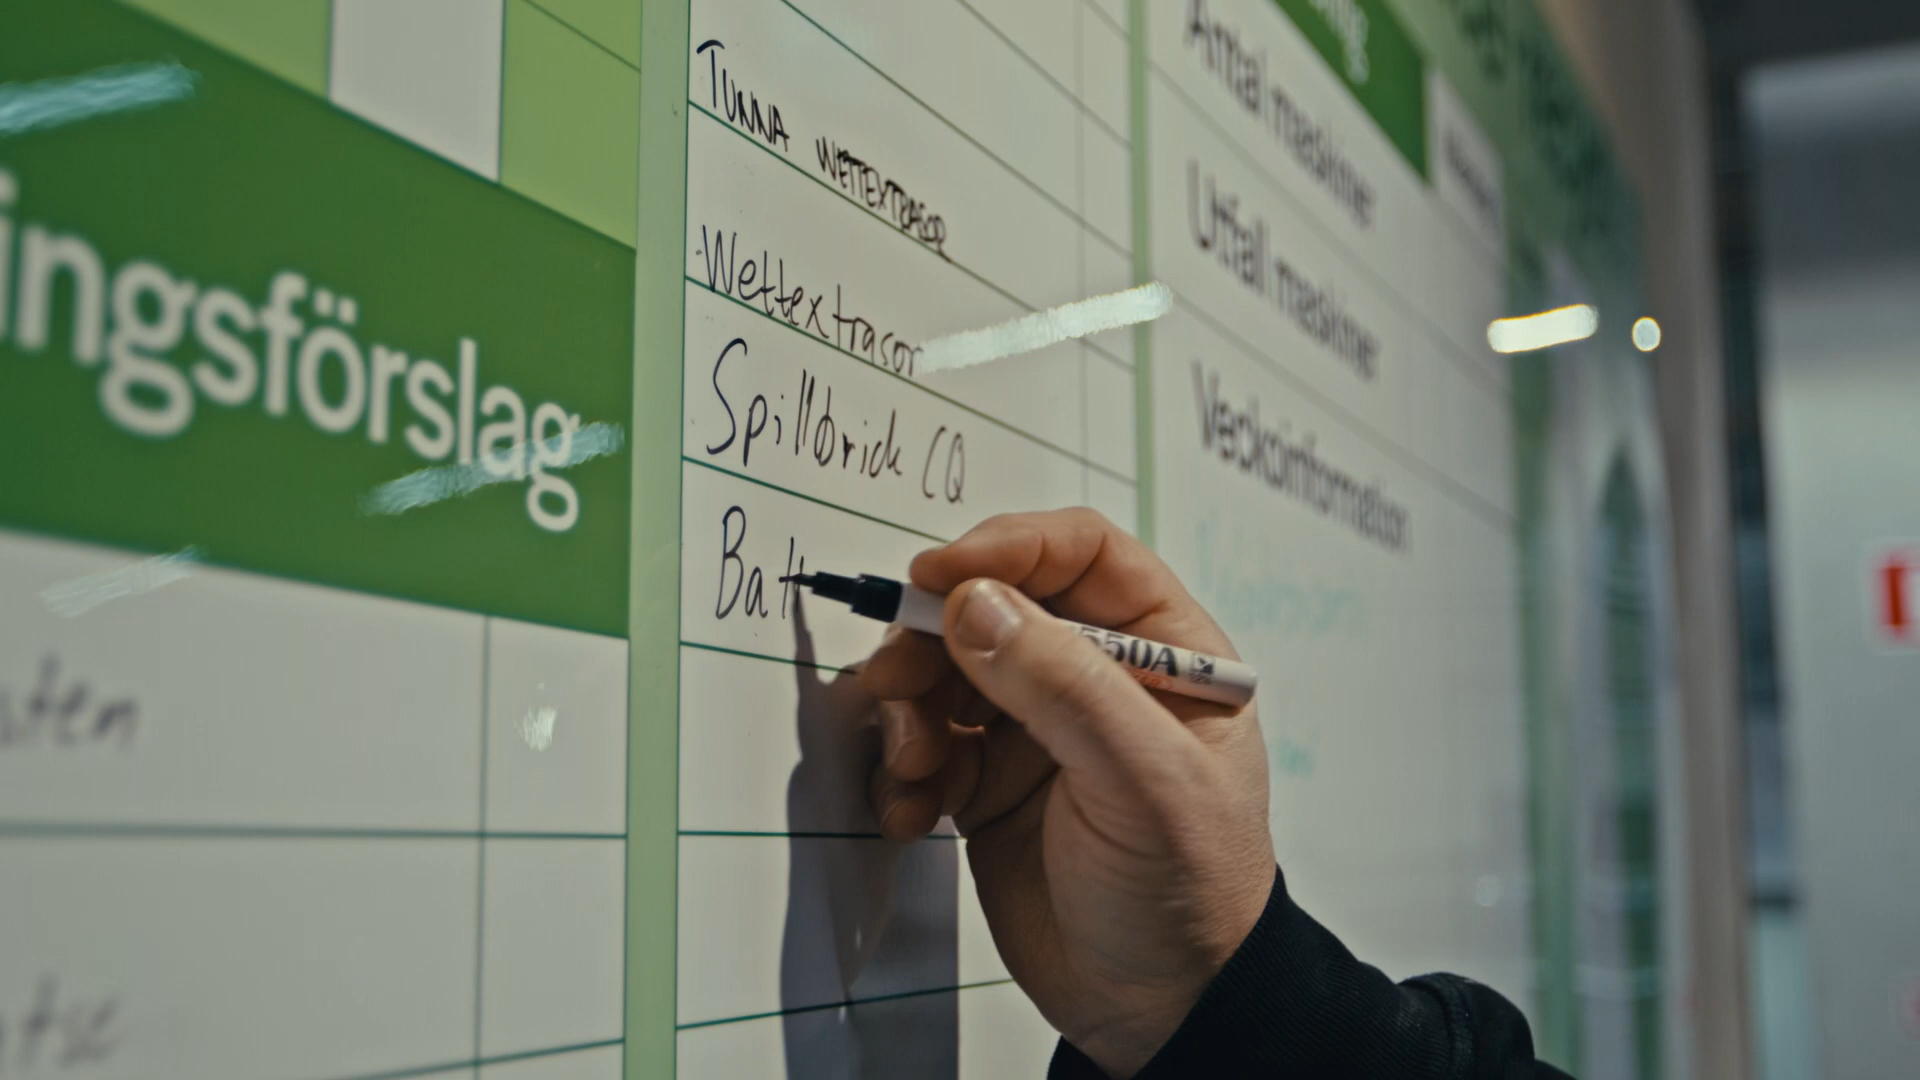 ingsförslag
TUNNA WETTEXTRASOR
Wettextrasor
Spillbrick CQ
Batt
Antal maskiner
Utfall maskiner
Veckoinformation
550A